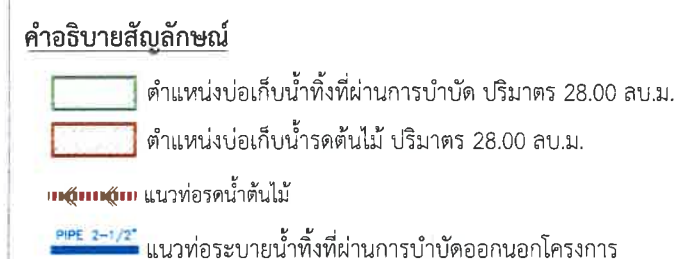 คำอธิบายสัญลักษณ์
ตำแหน่งบ่อเก็บน้ำทิ้งที่ผ่านการบำบัด ปริมาตร 28.00 ลบ.ม.
ตำแหน่งบ่อเก็บน้ำรดต้นไม้ ปริมาตร 28.00 ลบ.ม.
แนวท่อรดน้ำต้นไม้
PIPE 2-1/2" แนวท่อระบายน้ำทิ้งที่ผ่านการบำบัดออกนอกโครงการ